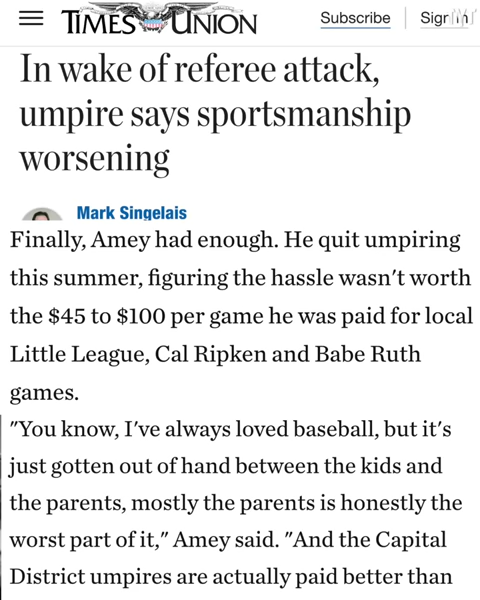 TIMES UNION
Subscribe
In wake of referee attack,
umpire says sportsmanship
worsening
Mark Singelais
Finally, Amey had enough. He quit umpiring
this summer, figuring the hassle wasn't worth
the $45 to $100 per game he was paid for local
Little League, Cal Ripken and Babe Ruth
games.
"You know, I've always loved baseball, but it's
just gotten out of hand between the kids and
the parents, mostly the parents is honestly the
worst part of it," Amey said. "And the Capital
District umpires are actually paid better than